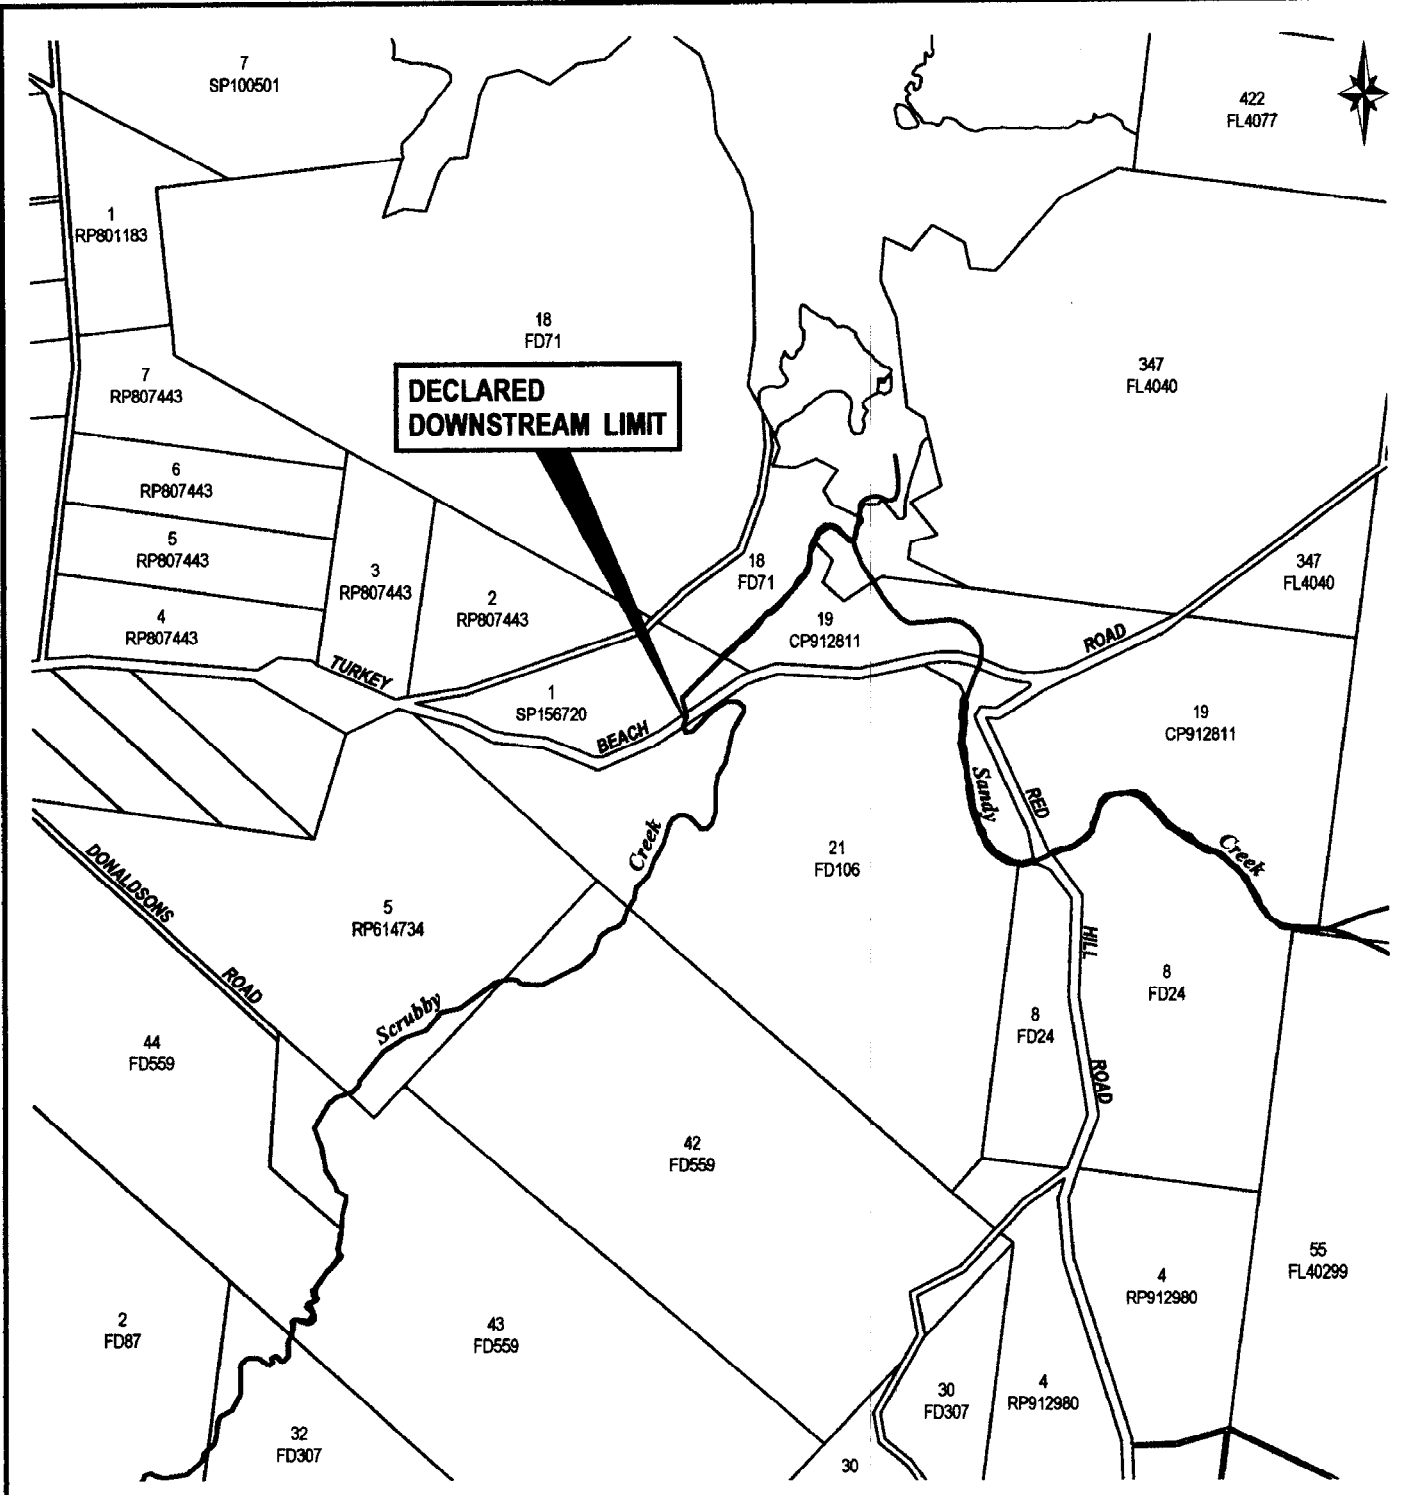 7
SP100501
422
FL4077
1
RP801183
18
FD71
347
FL4040
7
RP807443
DECLARED
DOWNSTREAM LIMIT
6
RP807443
5
RP807443
3
RP807443
2
RP807443
18
FD71
347
FL4040
4
RP807443
19
CP912811
ROAD
TURKEY
1
SP156720
BEACH
19
CP912811
Sandy
RED
Creek
Creek
21
FD106
DONALDSONS
ROAD
5
RP614734
HILL
8
FD24
Scrubby
8
FD24
44
FD559
ROAD
42
FD559
55
FL40299
4
RP912980
2
FD87
43
FD559
30
FD307
4
RP912980
32
FD307
30